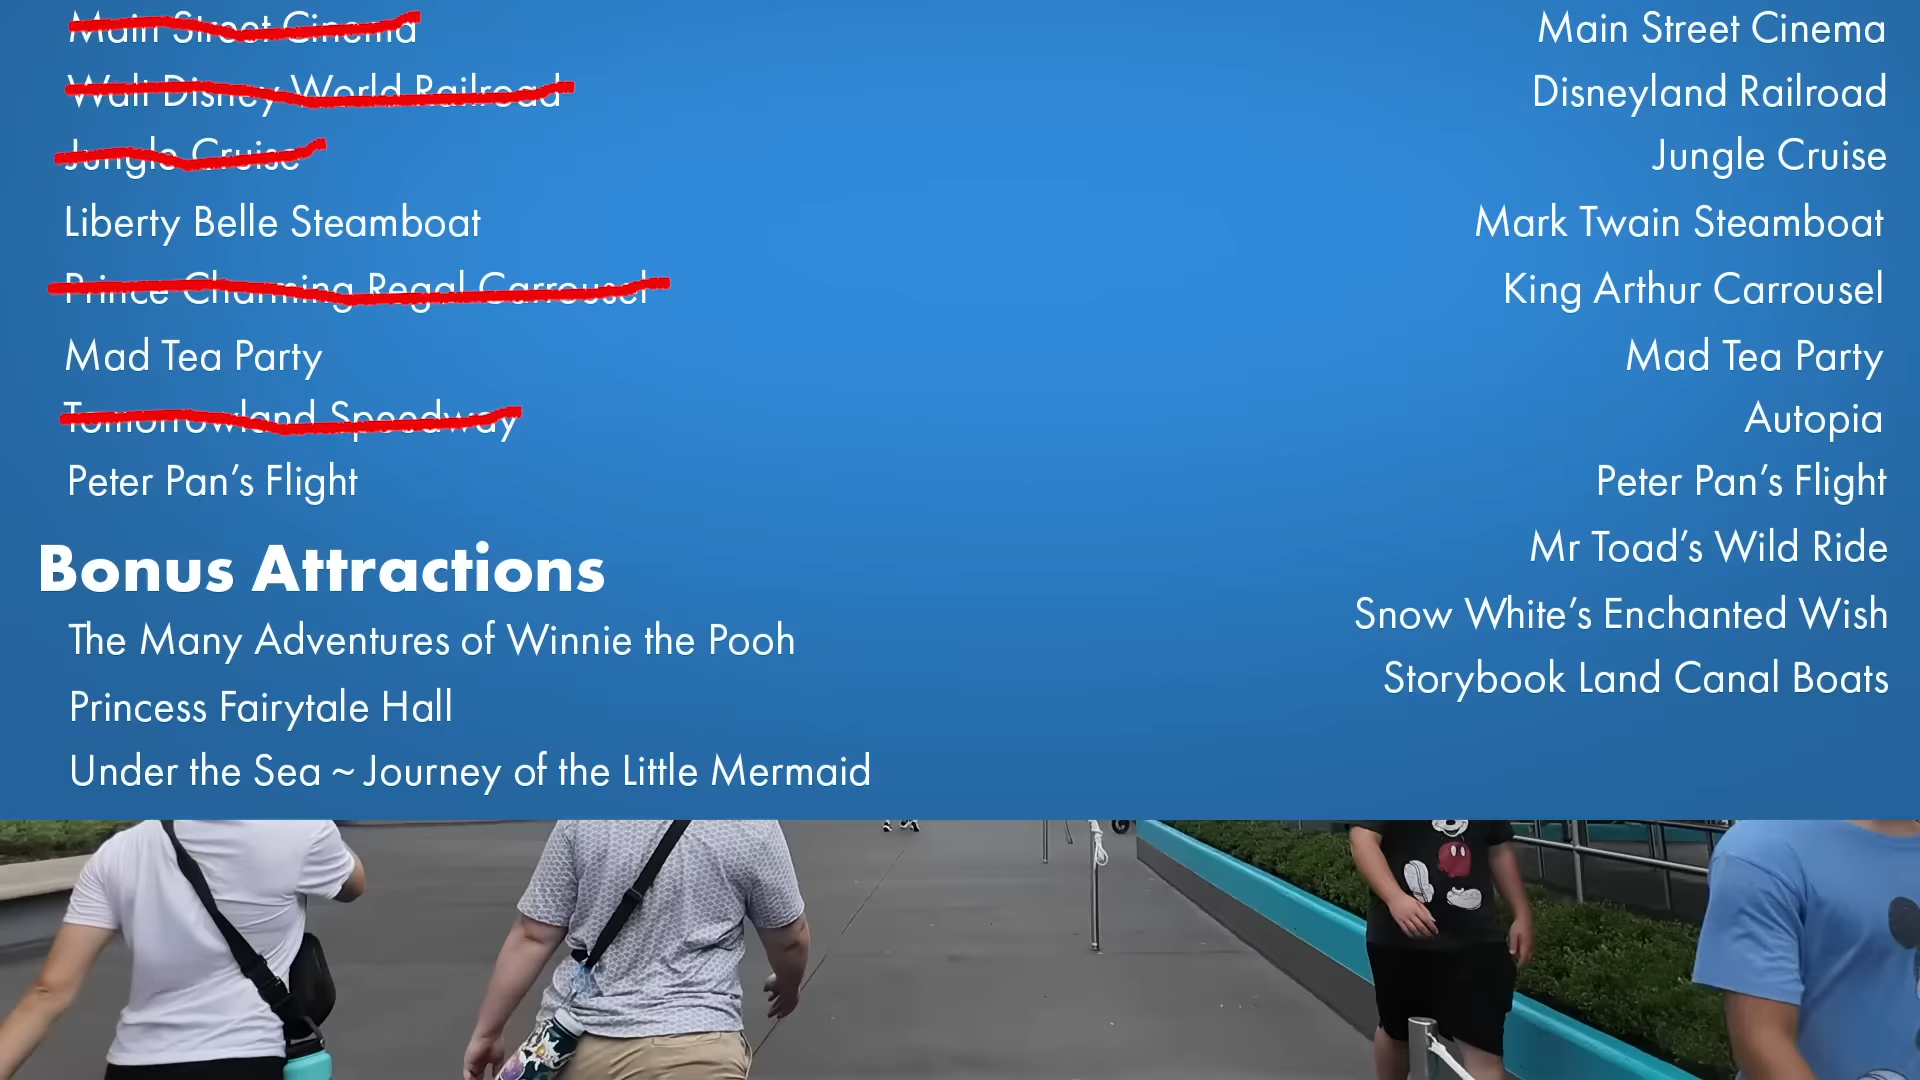 Main Street Cinema
Walt Disney World Railroad
Jungle Cruise
Liberty Belle Steamboat
Prince Charming Regal Carrousel
Mad Tea Party
Tomorrowland Speedway
Peter Pan's Flight
Bonus Attractions
The Many Adventures of Winnie the Pooh
Princess Fairytale Hall
Under the Sea ~ Journey of the Little Mermaid
Main Street Cinema
Disneyland Railroad
Jungle Cruise
Mark Twain Steamboat
King Arthur Carrousel
Mad Tea Party
Autopia
Peter Pan's Flight
Mr Toad's Wild Ride
Snow White's Enchanted Wish
Storybook Land Canal Boats